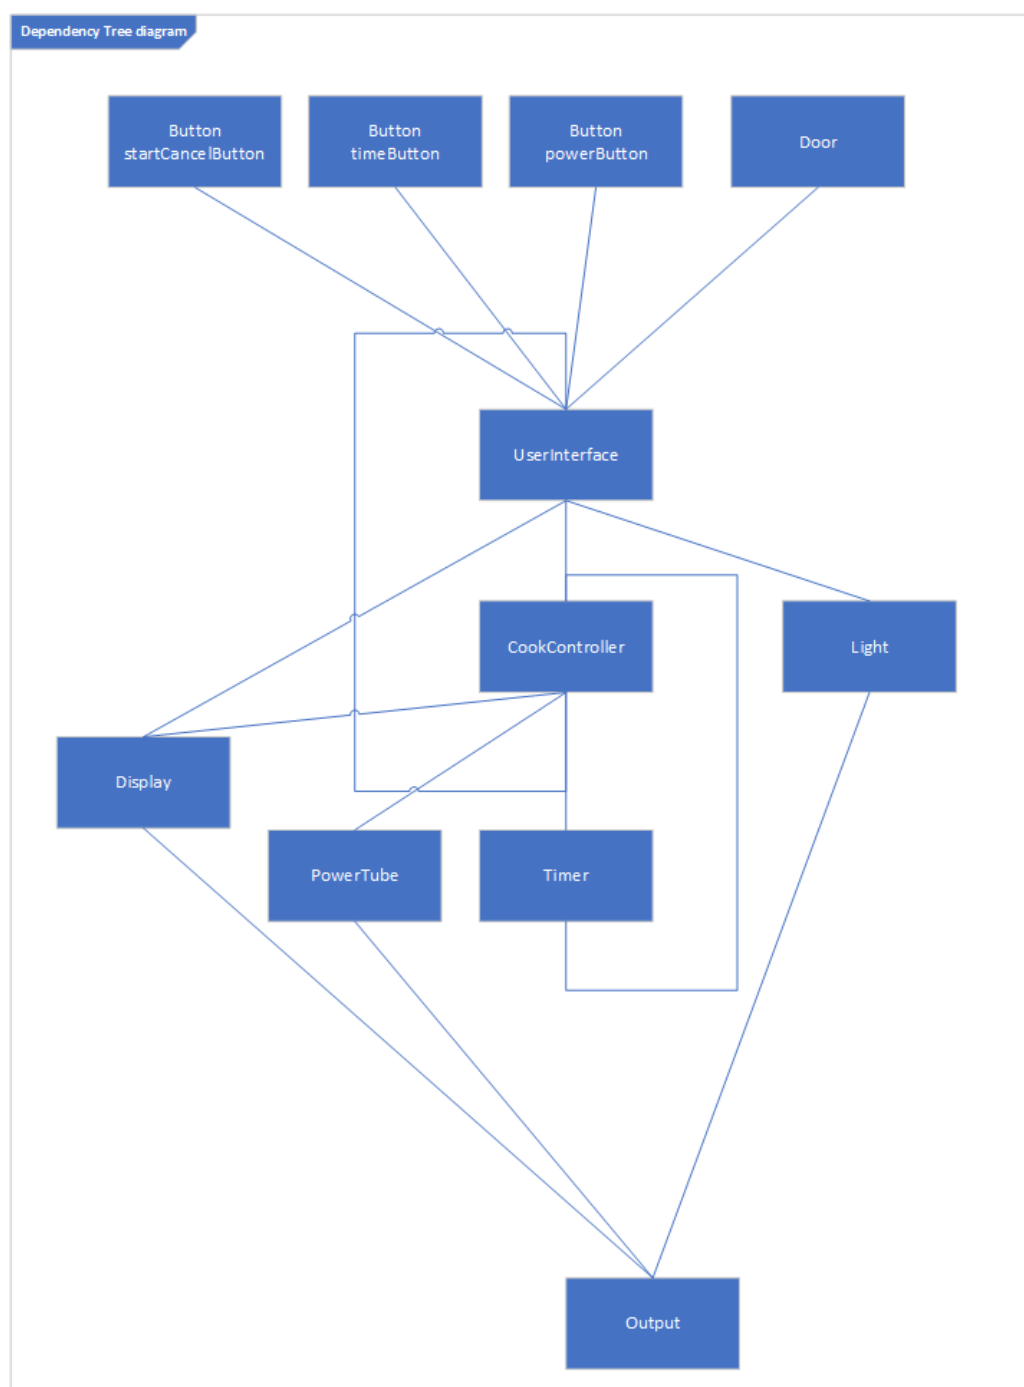 Dependency Tree diagram
Button
startCancelButton
Button
timeButton
Button
powerButton
Door
UserInterface
CookController
Light
Display
PowerTube
Timer
Output